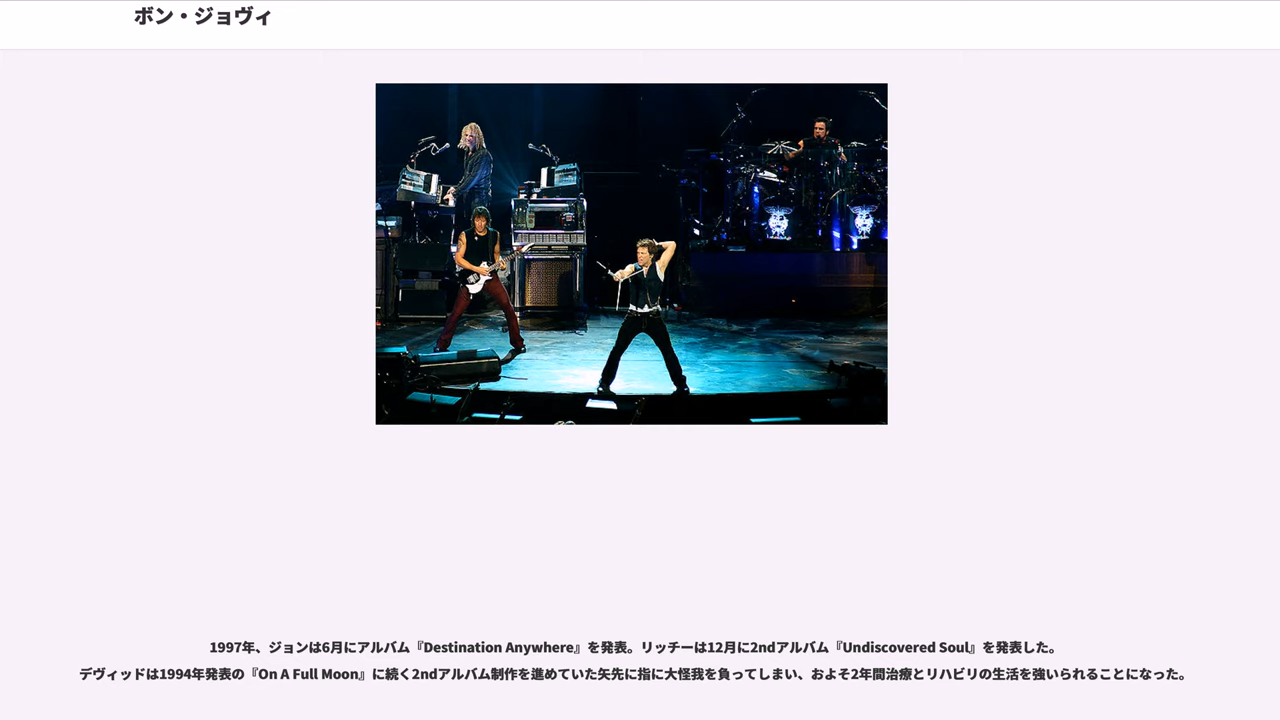 ボン・ジョヴィ
1997年、ジョンは6月にアルバム『Destination Anywhere』を発表。リッチーは12月に2ndアルバム『Undiscovered Soul』を発表した。
デヴィッドは1994年発表の『On A Full Moon』に続く2ndアルバム制作を進めていた矢先に指に大怪我を負ってしまい、およそ2年間治療とリハビリの生活を強いられることになった。